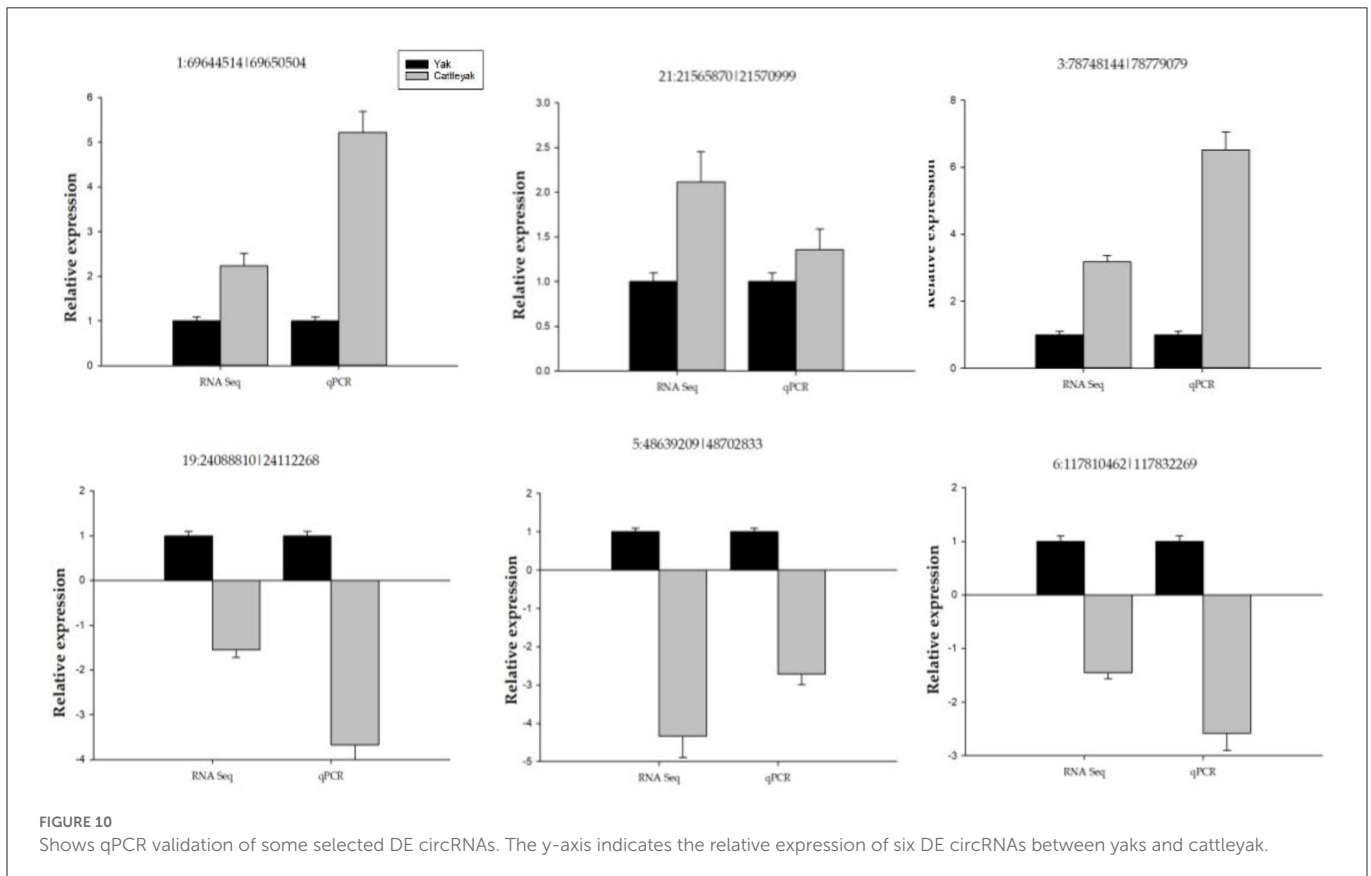 1:69644514|69650504
Yak
Cattleyak
Relative expression
6
5
4
3
2
1
0
RNA Seq
qPCR
21:21565870|21570999
Relative expression
3.0
2.5
2.0
1.5
1.0
0.5
0.0
RNA Seq
qPCR
3:78748144|78779079
Relative expression
8
6
4
2
0
RNA Seq
qPCR
19:24088810|24112268
Relative expression
2
1
0
-1
-2
-3
-4
RNA Seq
qPCR
5:48639209|48702833
Relative expression
2
1
0
-1
-2
-3
-4
-5
RNA Seq
qPCR
6:117810462|117832269
Relative expression
2
1
0
-1
-2
-3
RNA Seq
qPCR
FIGURE 10
Shows qPCR validation of some selected DE circRNAs. The y-axis indicates the relative expression of six DE circRNAs between yaks and cattleyak.